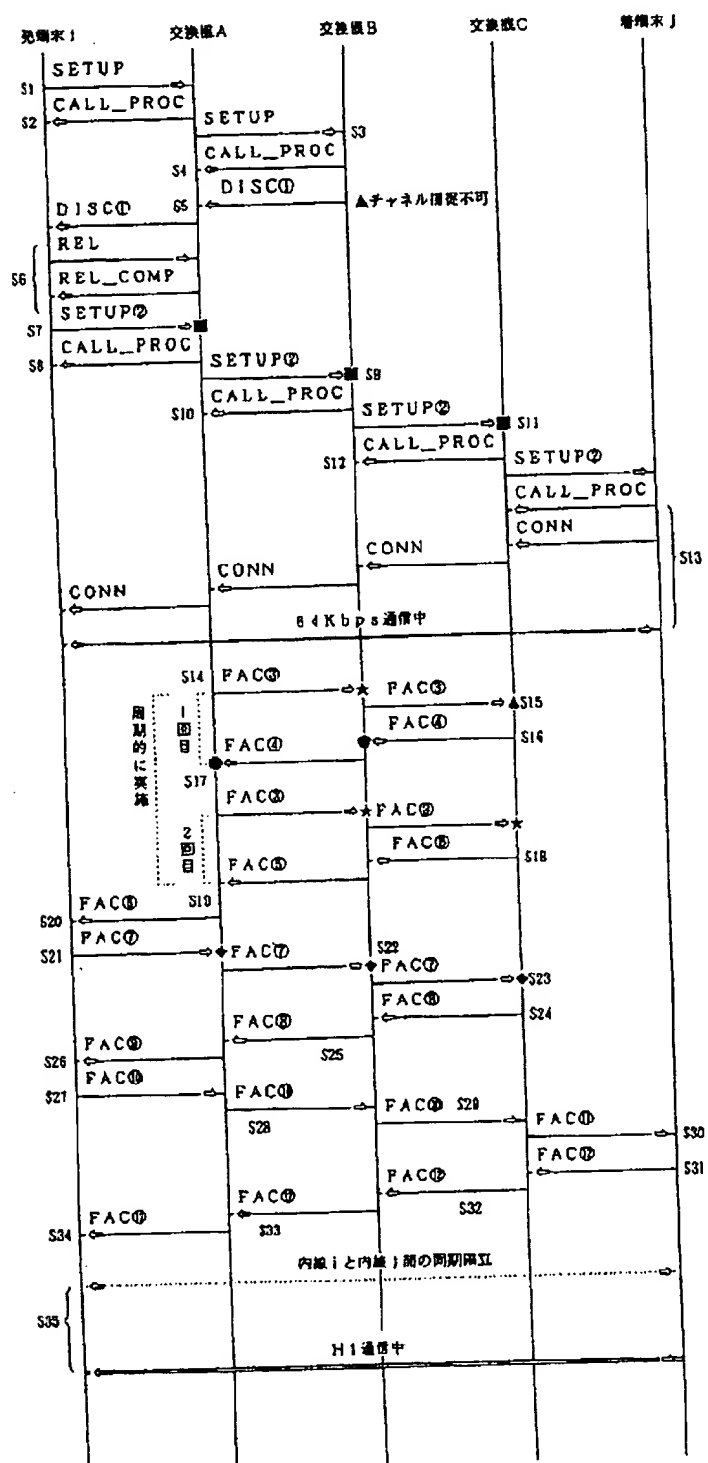 発端末i 交換機A 交換機B 交換機C 着端末j
SETUP
S1
CALL_PROC
S2
SETUP
S3
CALL_PROC
S4
DISC①
S5
▲チャネル捕捉不可
DISC①
REL
S6
REL_COMP
SETUP②
S7
CALL_PROC
S8
SETUP②
S9
CALL_PROC
S10
SETUP②
S11
CALL_PROC
S12
SETUP②
CALL_PROC
CONN
S13
CONN
CONN
CONN
64Kbps通信中
S14
FAC③
FAC③
S15
周期的に実施
1回目
FAC④
S16
FAC④
S17
FAC③
FAC③
2回目
FAC⑤
S18
FAC⑤
S19
FAC⑥
S20
FAC⑦
S21
FAC⑦
S22
FAC⑦
S23
FAC⑧
S24
FAC⑧
S25
FAC⑨
S26
FAC⑩
S27
FAC⑩
S28
FAC⑩
S29
FAC⑪
S30
FAC⑫
S31
FAC⑫
S32
FAC⑫
S33
FAC⑫
S34
内線iと内線j間の同期確立
S35
H1通信中